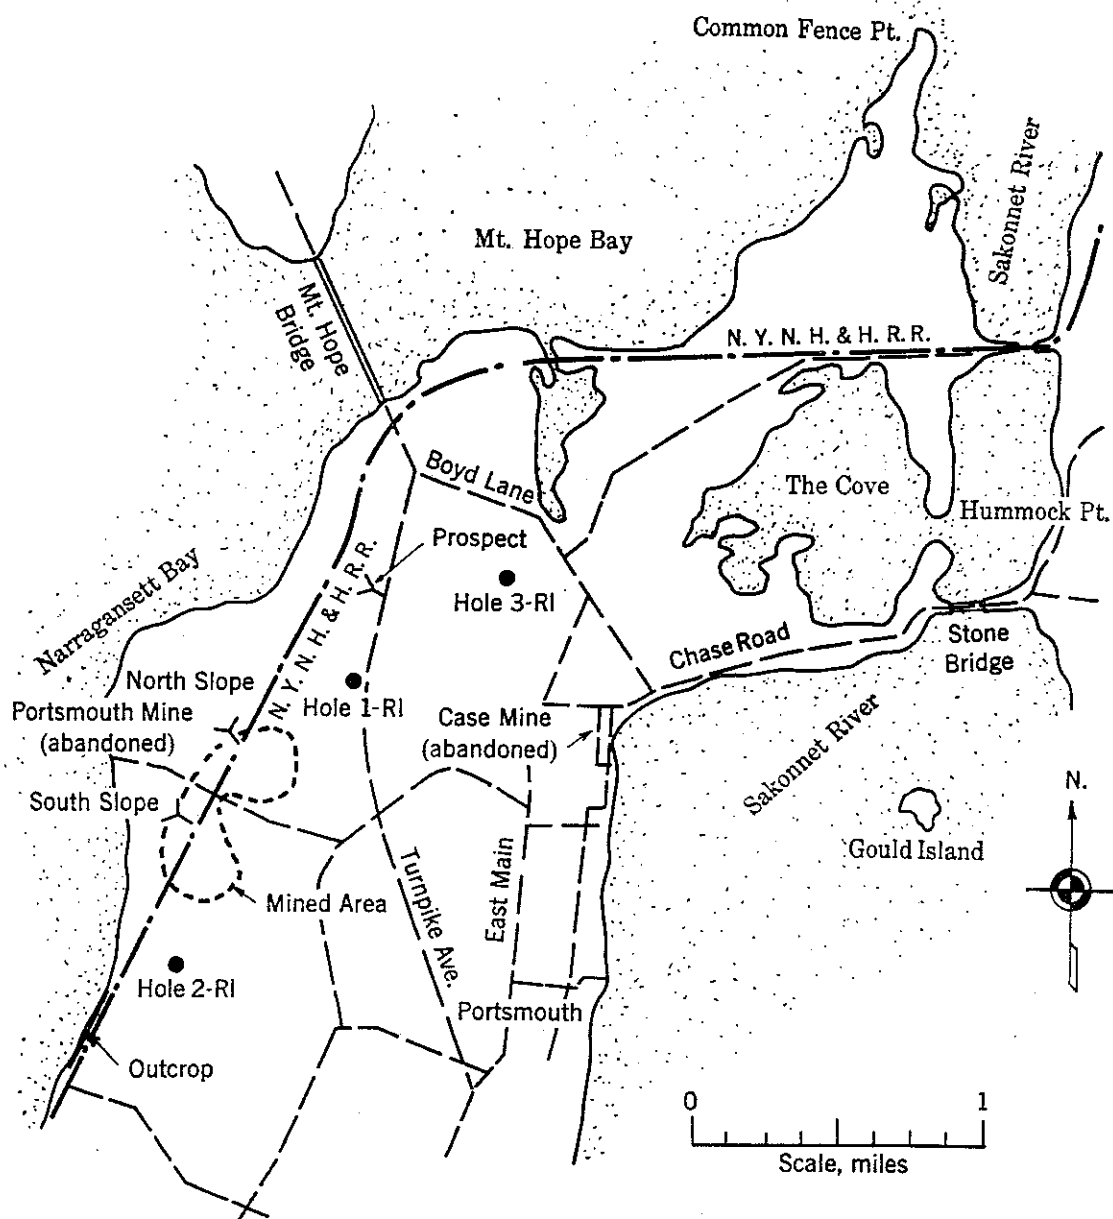 Common Fence Pt.
Sakonnet River
Mt. Hope Bay
Mt. Hope
Bridge
N. Y. N. H. & H. R. R.
Boyd Lane
The Cove
Hummock Pt.
Prospect
Hole 3-RI
Narragansett Bay
N. Y. N. H. & H. R. R.
Chase Road
Stone
Bridge
North Slope
Portsmouth Mine
(abandoned)
Hole 1-RI
Case Mine
(abandoned)
Sakonnet River
South Slope
N.
Gould Island
Mined Area
Turnpike Ave.
East Main
Hole 2-RI
Portsmouth
Outcrop
0 1
Scale, miles